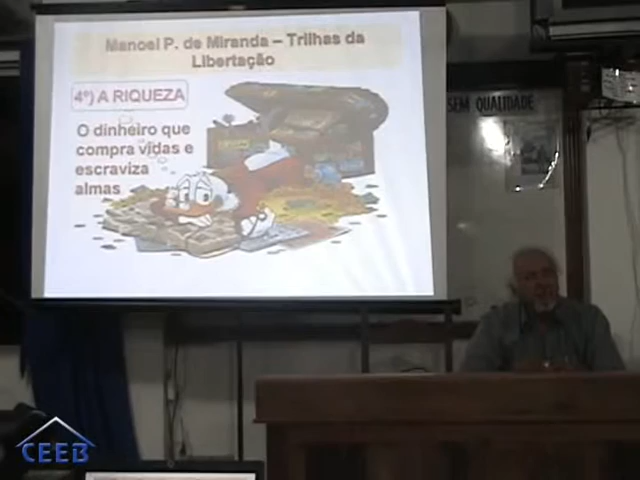 Manoel P. de Miranda – Trilhas da
Libertação
4º) A RIQUEZA
O dinheiro que
compra vidas e
escraviza
almas
SEM QUALIDADE
CEEB